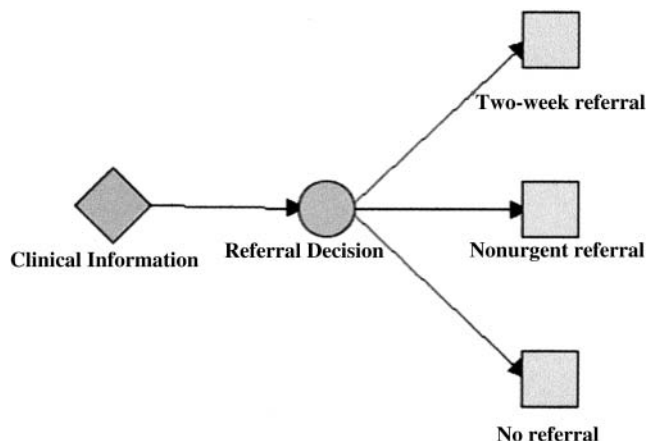 Two-week referral
Clinical Information
Referral Decision
Nonurgent referral
No referral